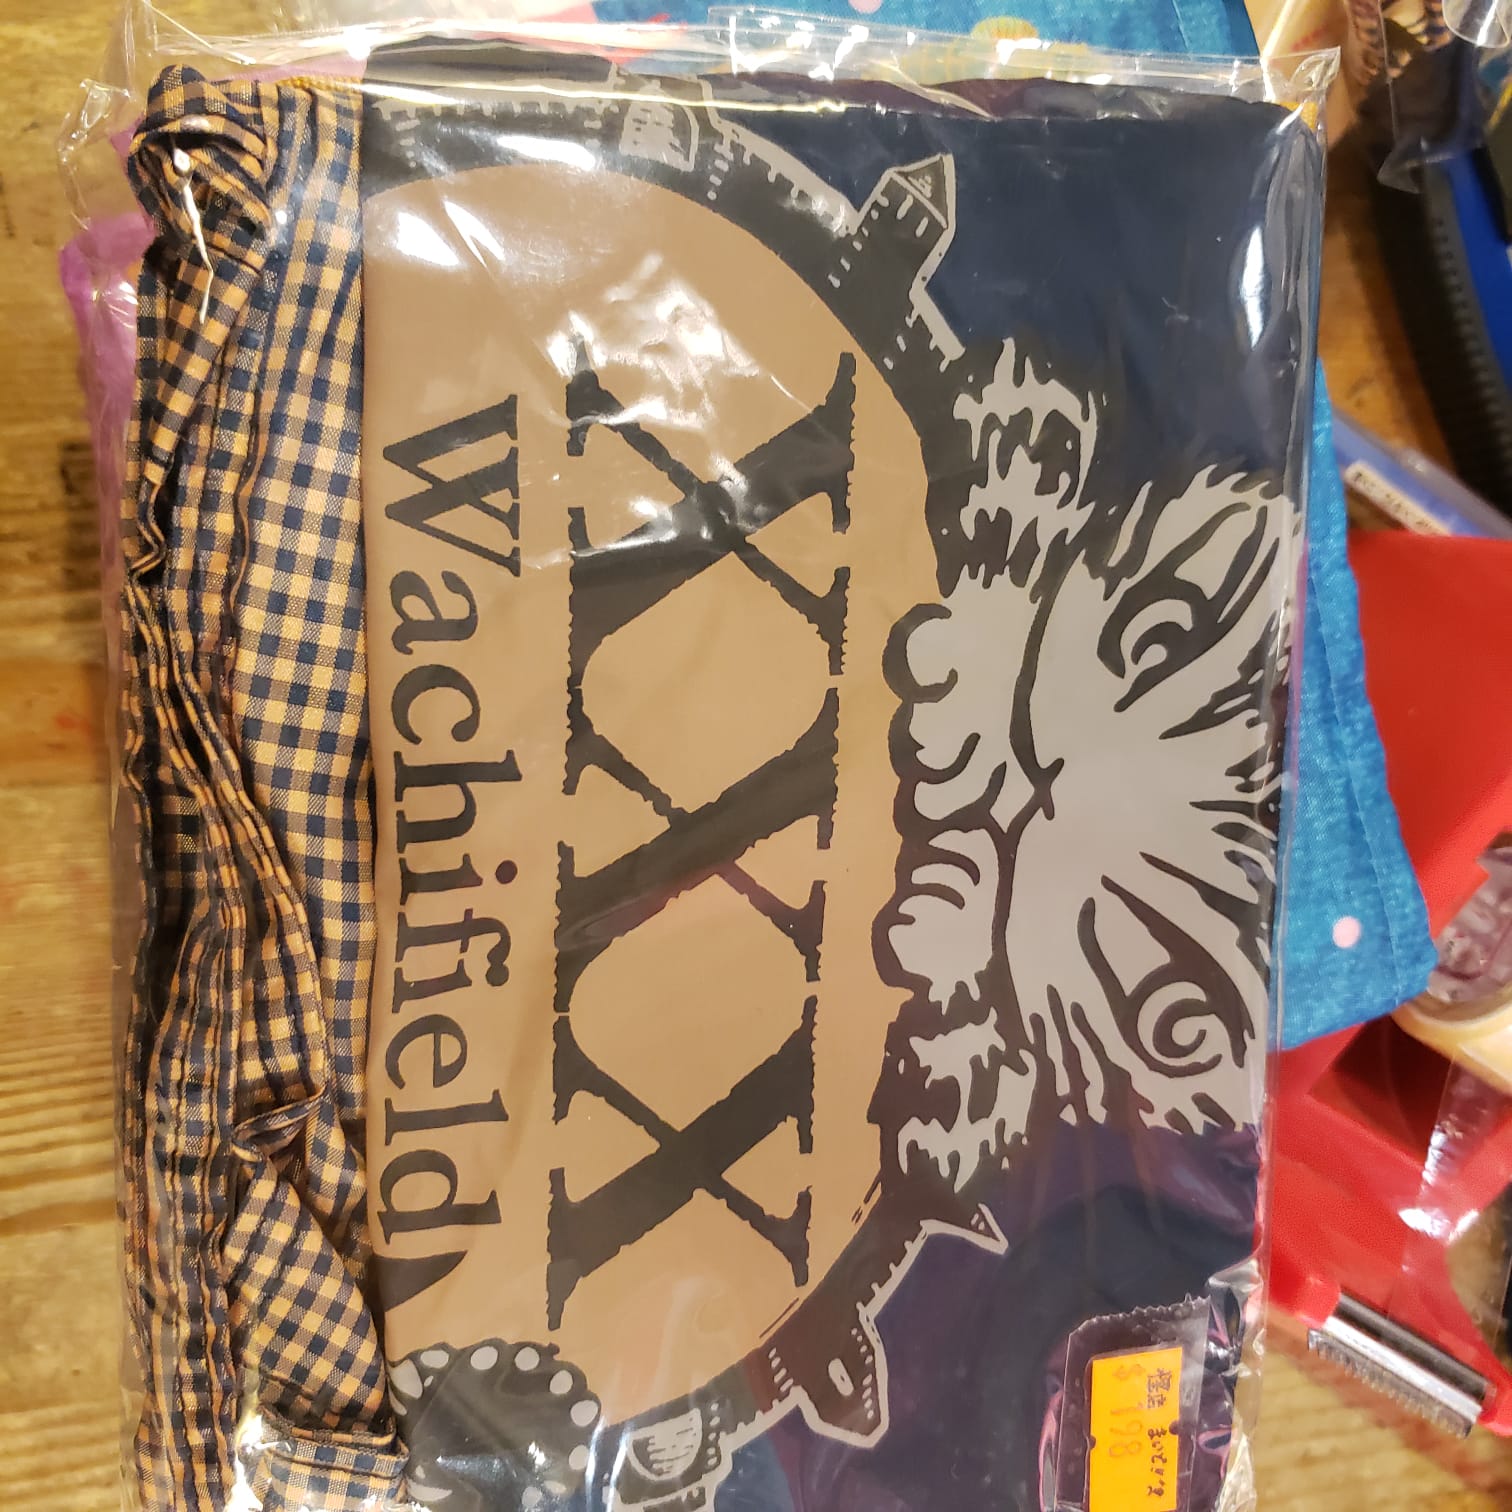 XXX
Wachifield
$ 198